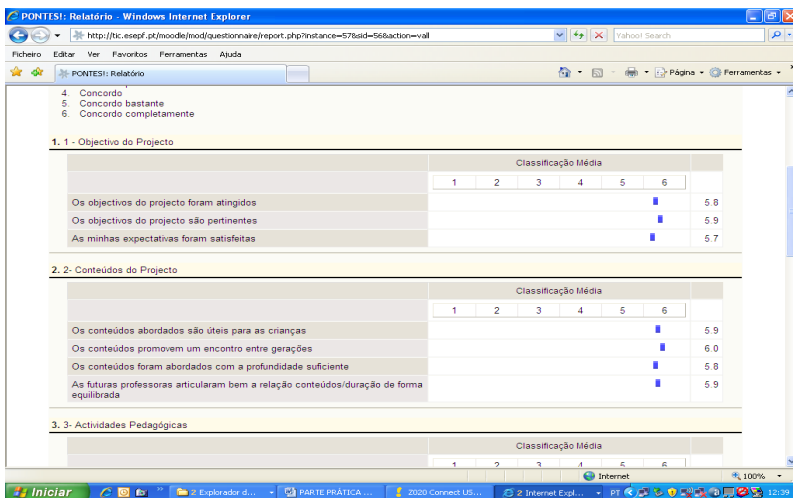 PONTES!: Relatório - Windows Internet Explorer
http://tic.esepf.pt/moodle/mod/questionnaire/report.php?instance=57&sid=56&action=vall
Yahoo! Search
Ficheiro Editar Ver Favoritos Ferramentas Ajuda
PONTES!: Relatório
Página Ferramentas
4. Concordo
5. Concordo bastante
6. Concordo completamente
1. 1 - Objectivo do Projecto
Classificação Média
1 2 3 4 5 6
Os objectivos do projecto foram atingidos 5.8
Os objectivos do projecto são pertinentes 5.9
As minhas expectativas foram satisfeitas 5.7
2. 2- Conteúdos do Projecto
Classificação Média
1 2 3 4 5 6
Os conteúdos abordados são úteis para as crianças 5.9
Os conteúdos promovem um encontro entre gerações 6.0
Os conteúdos foram abordados com a profundidade suficiente 5.8
As futuras professoras articularam bem a relação conteúdos/duração de forma
equilibrada 5.9
3. 3- Actividades Pedagógicas
Classificação Média
1 2 3 4 5 6
Internet 100%
Iniciar 2 Explorador d... PARTE PRÁTICA ... 2020 Connect US... 2 Internet Expl... PT 12:39